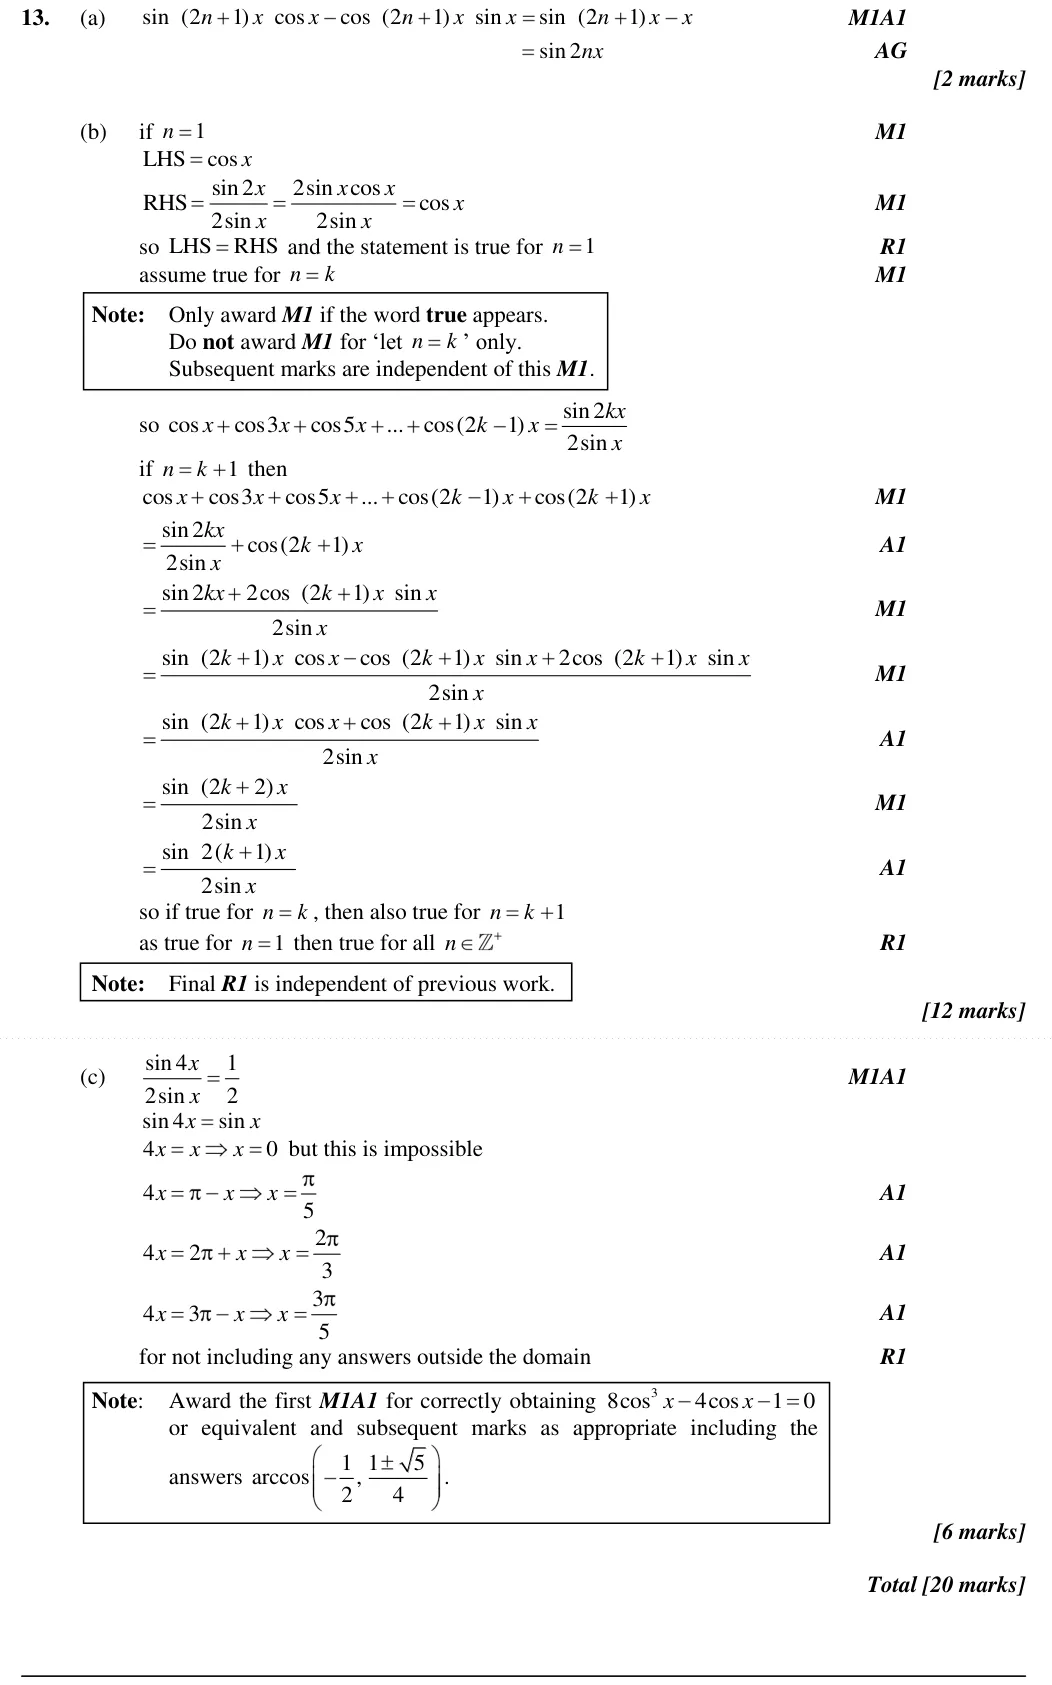 13. (a) sin (2n+1)x cos x − cos (2n+1)x sin x = sin (2n+1)x − x M1A1
= sin 2nx AG
[2 marks]
(b) if n = 1 M1
LHS = cos x
RHS = sin 2x / 2sin x = 2sin x cos x / 2sin x = cos x M1
so LHS = RHS and the statement is true for n = 1 R1
assume true for n = k M1
Note: Only award M1 if the word true appears.
Do not award M1 for ‘let n = k’ only.
Subsequent marks are independent of this M1.
so cos x + cos 3x + cos 5x + ... + cos(2k −1)x = sin 2kx / 2sin x
if n = k +1 then
cos x + cos 3x + cos 5x + ... + cos(2k −1)x + cos(2k +1)x M1
= sin 2kx / 2sin x + cos(2k +1)x A1
= sin 2kx + 2cos (2k +1)x sin x / 2sin x M1
= sin (2k +1)x cos x − cos (2k +1)x sin x + 2cos (2k +1)x sin x / 2sin x M1
= sin (2k +1)x cos x + cos (2k +1)x sin x / 2sin x A1
= sin (2k + 2)x / 2sin x M1
= sin 2(k +1)x / 2sin x A1
so if true for n = k , then also true for n = k +1
as true for n = 1 then true for all n ∈ ℤ⁺ R1
Note: Final R1 is independent of previous work.
[12 marks]
(c) sin 4x / 2sin x = 1 / 2 M1A1
sin 4x = sin x
4x = x ⇒ x = 0 but this is impossible
4x = π − x ⇒ x = π / 5 A1
4x = 2π + x ⇒ x = 2π / 3 A1
4x = 3π − x ⇒ x = 3π / 5 A1
for not including any answers outside the domain R1
Note: Award the first M1A1 for correctly obtaining 8cos³ x − 4cos x − 1 = 0
or equivalent and subsequent marks as appropriate including the
answers arccos(−1/2, (1±√5)/4).
[6 marks]
Total [20 marks]